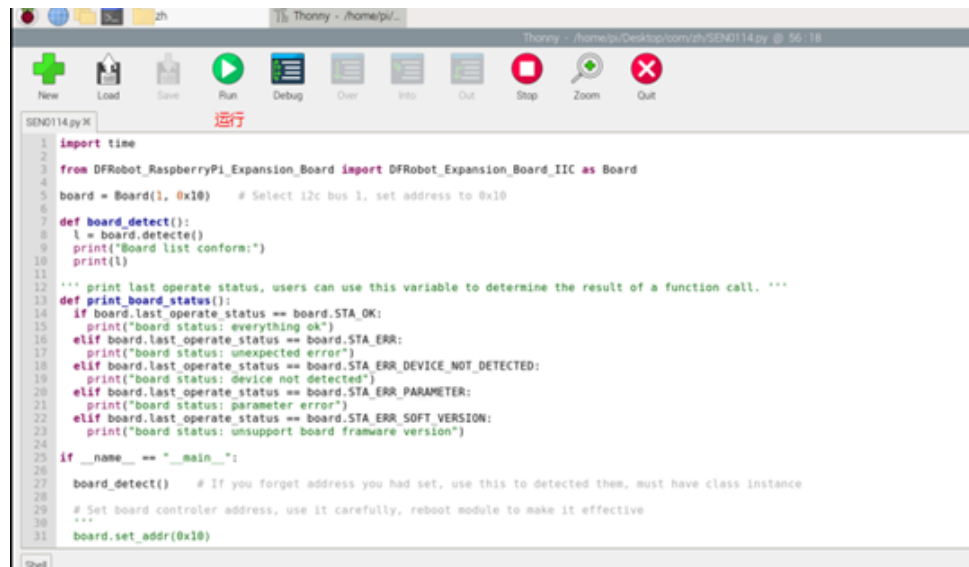 zh
Thonny - /home/pi/...
Thonny - /home/pi/Desktop/com/zh/SEN0114.py @ 56 : 18
New
Load
Save
Run
Debug
Over
Into
Out
Stop
Zoom
Quit
运行
SEN0114.py ✕
1 import time
2
3 from DFRobot_RaspberryPi_Expansion_Board import DFRobot_Expansion_Board_IIC as Board
4
5 board = Board(1, 0x10)    # Select i2c bus 1, set address to 0x10
6
7 def board_detect():
8   l = board.detecte()
9   print("Board list conform:")
10   print(l)
11
12 ''' print last operate status, users can use this variable to determine the result of a function call. '''
13 def print_board_status():
14   if board.last_operate_status == board.STA_OK:
15     print("board status: everything ok")
16   elif board.last_operate_status == board.STA_ERR:
17     print("board status: unexpected error")
18   elif board.last_operate_status == board.STA_ERR_DEVICE_NOT_DETECTED:
19     print("board status: device not detected")
20   elif board.last_operate_status == board.STA_ERR_PARAMETER:
21     print("board status: parameter error")
22   elif board.last_operate_status == board.STA_ERR_SOFT_VERSION:
23     print("board status: unsupport board framware version")
24
25 if __name__ == "__main__":
26
27   board_detect()    # If you forget address you had set, use this to detected them, must have class instance
28
29   # Set board controler address, use it carefully, reboot module to make it effective
30   '''
31   board.set_addr(0x10)
Shell